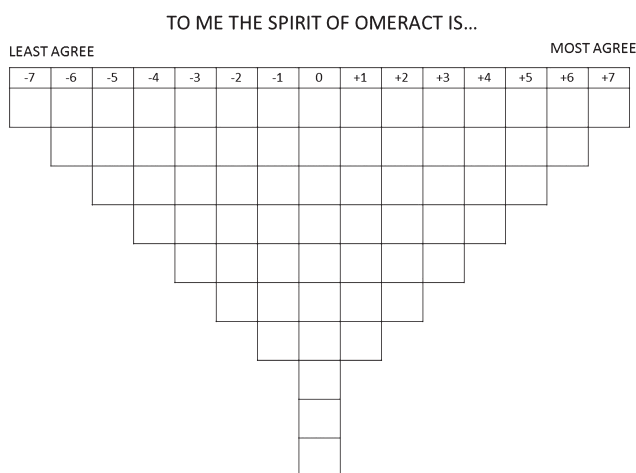 TO ME THE SPIRIT OF OMERACT IS...
LEAST AGREE MOST AGREE
-7 -6 -5 -4 -3 -2 -1 0 +1 +2 +3 +4 +5 +6 +7